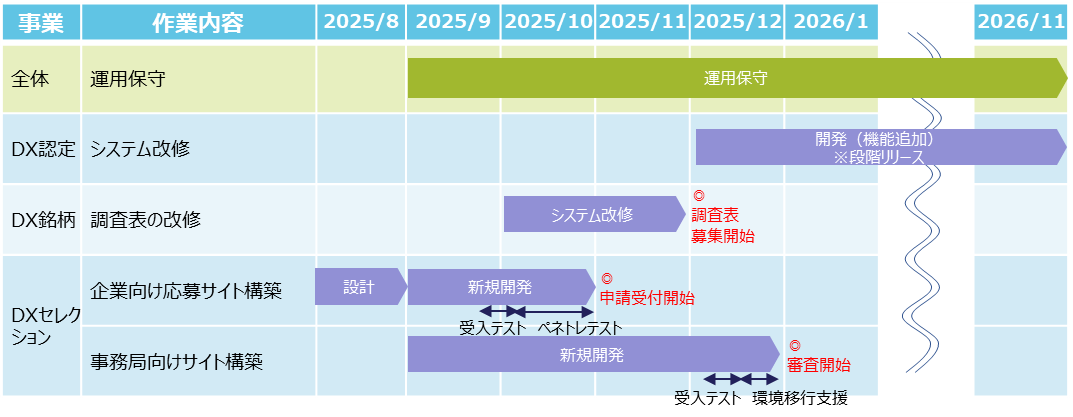 事業 作業内容 2025/8 2025/9 2025/10 2025/11 2025/12 2026/1 2026/11
全体 運用保守 運用保守
DX認定 システム改修 開発（機能追加）
※段階リリース
DX銘柄 調査表の改修 システム改修 ◎
調査表
募集開始
DXセレク
ション
企業向け応募サイト構築 設計 新規開発 ◎
申請受付開始
受入テスト ペネトレテスト
事務局向けサイト構築 新規開発 ◎
審査開始
受入テスト 環境移行支援